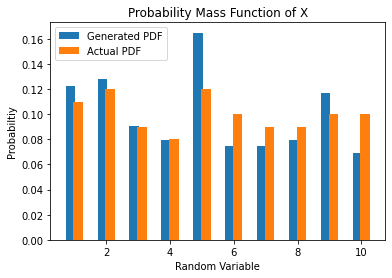 Probability Mass Function of X
Generated PDF
Actual PDF
0.16
0.14
0.12
0.10
0.08
0.06
0.04
0.02
0.00
Probabiltiy
2 4 6 8 10
Random Variable